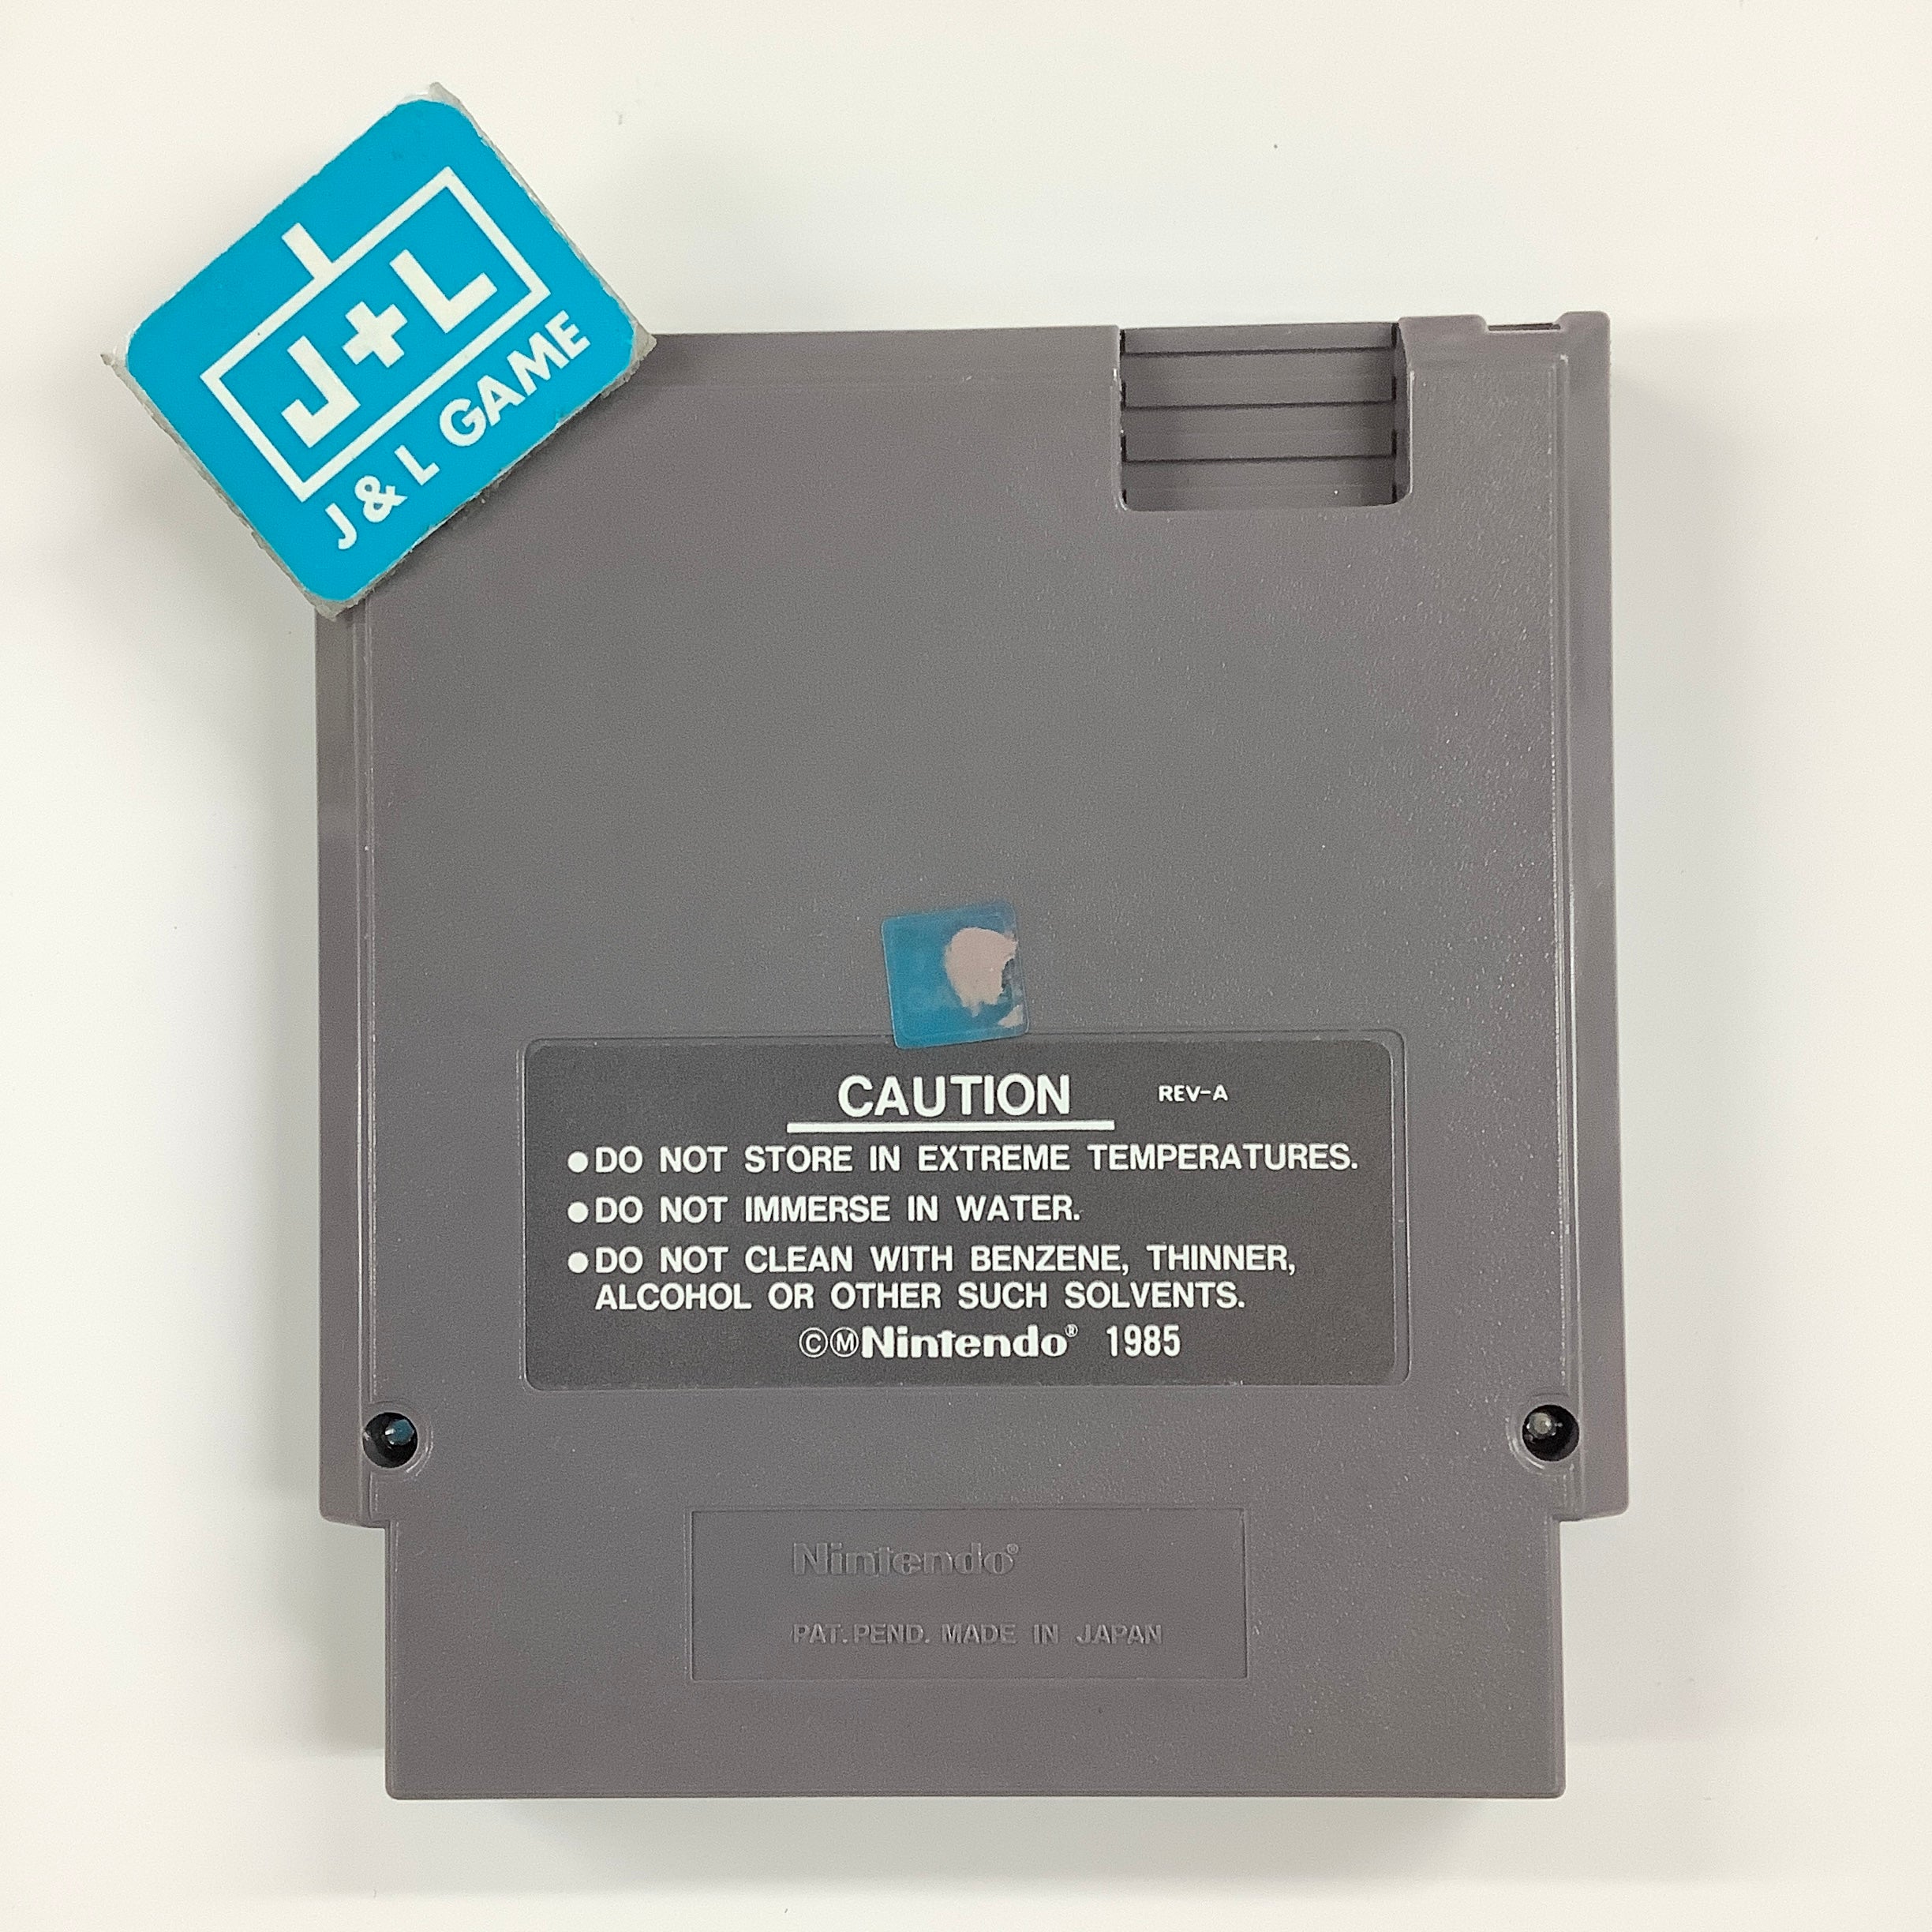 J+L
J & L GAME
CAUTION REV-A
●DO NOT STORE IN EXTREME TEMPERATURES.
●DO NOT IMMERSE IN WATER.
●DO NOT CLEAN WITH BENZENE, THINNER,
ALCOHOL OR OTHER SUCH SOLVENTS.
ⒸⓂNintendo® 1985
Nintendo®
PAT.PEND. MADE IN JAPAN